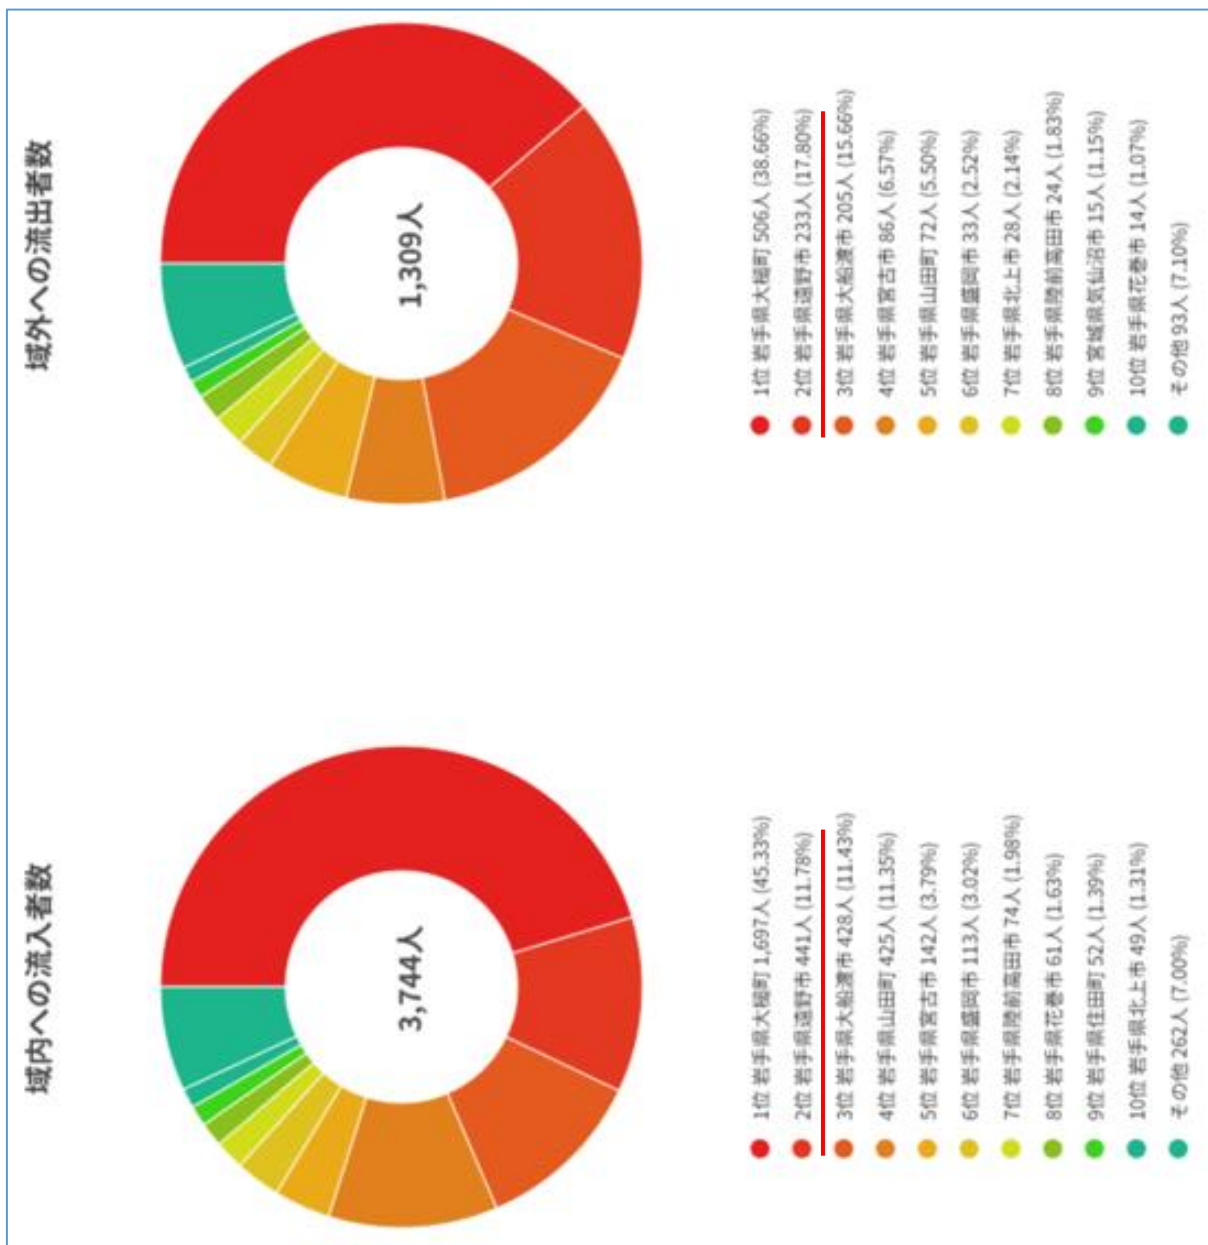 域内への流入者数
3,744人
1位 岩手県大槌町 1,697人 (45.33%)
2位 岩手県遠野市 441人 (11.78%)
3位 岩手県大船渡市 428人 (11.43%)
4位 岩手県山田町 425人 (11.35%)
5位 岩手県宮古市 142人 (3.79%)
6位 岩手県盛岡市 113人 (3.02%)
7位 岩手県陸前高田市 74人 (1.98%)
8位 岩手県花巻市 61人 (1.63%)
9位 岩手県住田町 52人 (1.39%)
10位 岩手県北上市 49人 (1.31%)
その他 262人 (7.00%)
域外への流出者数
1,309人
1位 岩手県大槌町 506人 (38.66%)
2位 岩手県遠野市 233人 (17.80%)
3位 岩手県大船渡市 205人 (15.66%)
4位 岩手県宮古市 86人 (6.57%)
5位 岩手県山田町 72人 (5.50%)
6位 岩手県盛岡市 33人 (2.52%)
7位 岩手県北上市 28人 (2.14%)
8位 岩手県陸前高田市 24人 (1.83%)
9位 宮城県気仙沼市 15人 (1.15%)
10位 岩手県花巻市 14人 (1.07%)
その他 93人 (7.10%)